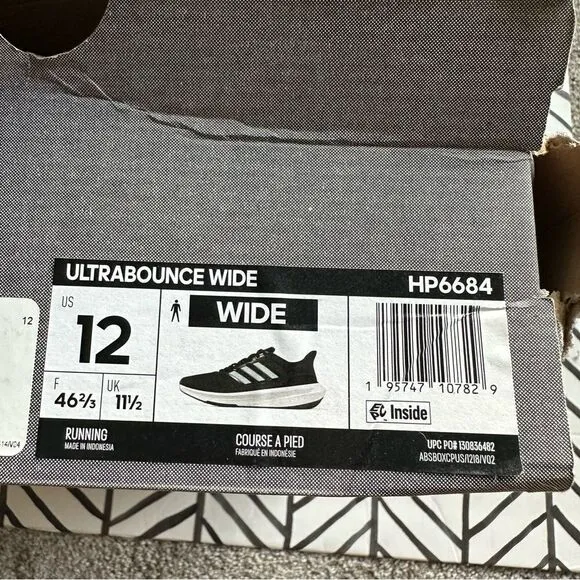 ULTRABOUNCE WIDE HP6684
US
12
WIDE
F
46⅔
UK
11½
1 95747 10782 9
Inside
RUNNING
MADE IN INDONESIA
COURSE A PIED
FABRIQUÉ EN INDONÉSIE
UPC PO# 130836482
ABSBOXCPUS/1218/V02
12